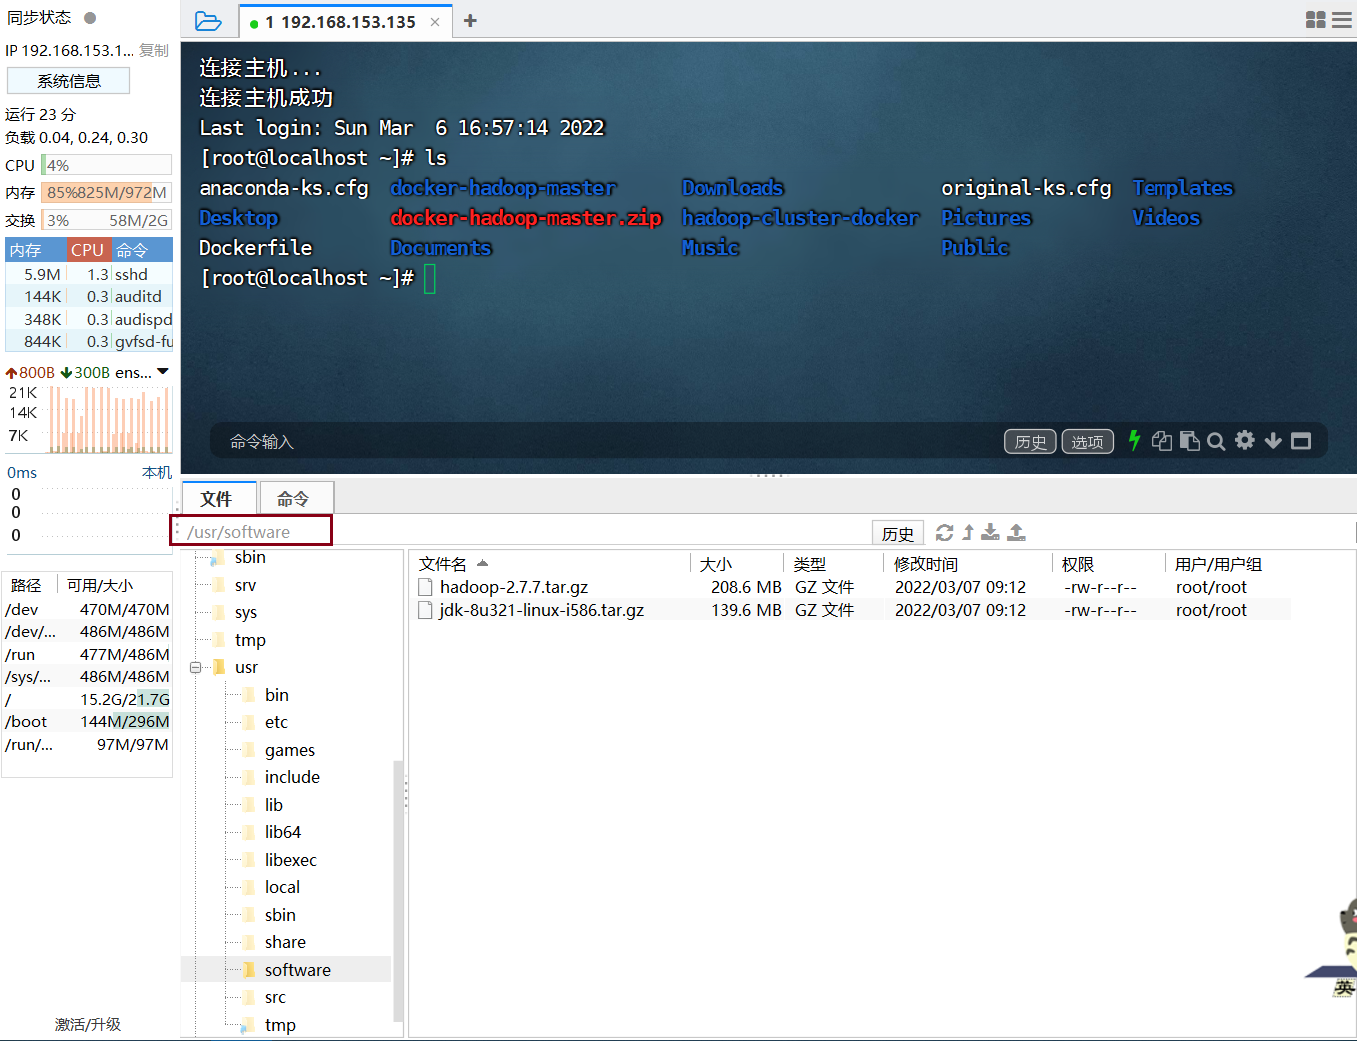 同步状态
IP 192.168.153.1... 复制
系统信息
运行 23 分
负载 0.04, 0.24, 0.30
CPU 4%
内存 85% 825M/972M
交换 3% 58M/2G
内存 CPU 命令
5.9M 1.3 sshd
144K 0.3 auditd
348K 0.3 audispd
844K 0.3 gvfsd-fu
800B 300B ens...
21K
14K
7K
0ms 本机
0
0
0
路径 可用/大小
/dev 470M/470M
/dev/... 486M/486M
/run 477M/486M
/sys/... 486M/486M
/ 15.2G/21.7G
/boot 144M/296M
/run/... 97M/97M
激活/升级
1 192.168.153.135 × +
连接主机...
连接主机成功
Last login: Sun Mar  6 16:57:14 2022
[root@localhost ~]# ls
anaconda-ks.cfg docker-hadoop-master Downloads original-ks.cfg Templates
Desktop docker-hadoop-master.zip hadoop-cluster-docker Pictures Videos
Dockerfile Documents Music Public
[root@localhost ~]#
命令输入 历史 选项
文件 命令
/usr/software 历史
sbin
srv
sys
tmp
usr
bin
etc
games
include
lib
lib64
libexec
local
sbin
share
software
src
tmp
文件名 大小 类型 修改时间 权限 用户/用户组
hadoop-2.7.7.tar.gz 208.6 MB GZ 文件 2022/03/07 09:12 -rw-r--r-- root/root
jdk-8u321-linux-i586.tar.gz 139.6 MB GZ 文件 2022/03/07 09:12 -rw-r--r-- root/root
英